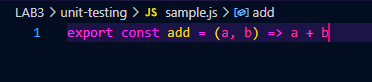 LAB3 > unit-testing > JS sample.js > add
1 export const add = (a, b) => a + b